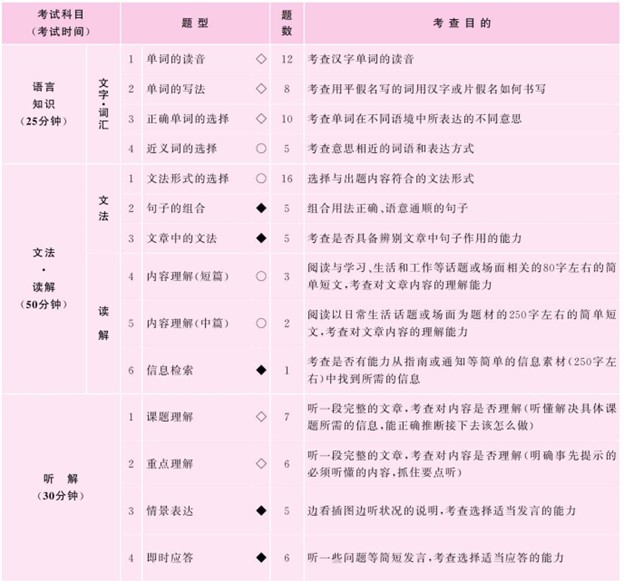 考试科目
（考试时间）
题型
题数
考查目的
语言
知识
（25分钟）
文字·词汇
1 单词的读音 ◇ 12 考查汉字单词的读音
2 单词的写法 ◇ 8 考查用平假名写的词用汉字或片假名如何书写
3 正确单词的选择 ◇ 10 考查单词在不同语境中所表达的不同意思
4 近义词的选择 ○ 5 考查意思相近的词语和表达方式
文法
·
读解
（50分钟）
文法
1 文法形式的选择 ○ 16 选择与出题内容符合的文法形式
2 句子的组合 ◆ 5 组合用法正确、语意通顺的句子
3 文章中的文法 ◆ 5 考查是否具备辨别文章中句子作用的能力
读解
4 内容理解（短篇） ○ 3 阅读与学习、生活和工作等话题或场面相关的80字左右的简
单短文，考查对文章内容的理解能力
5 内容理解（中篇） ○ 2 阅读以日常生活话题或场面为题材的250字左右的简单短
文，考查对文章内容的理解能力
6 信息检索 ◆ 1 考查是否有能力从指南或通知等简单的信息素材（250字左
右）中找到所需的信息
听解
（30分钟）
1 课题理解 ◇ 7 听一段完整的文章，考查对内容是否理解（听懂解决具体课
题所需的信息，能正确推断接下去该怎么做）
2 重点理解 ◇ 6 听一段完整的文章，考查对内容是否理解（明确事先提示的
必须听懂的内容，抓住要点听）
3 情景表达 ◆ 5 边看插图边听状况的说明，考查选择适当发言的能力
4 即时应答 ◆ 6 听一些问题等简短发言，考查选择适当应答的能力